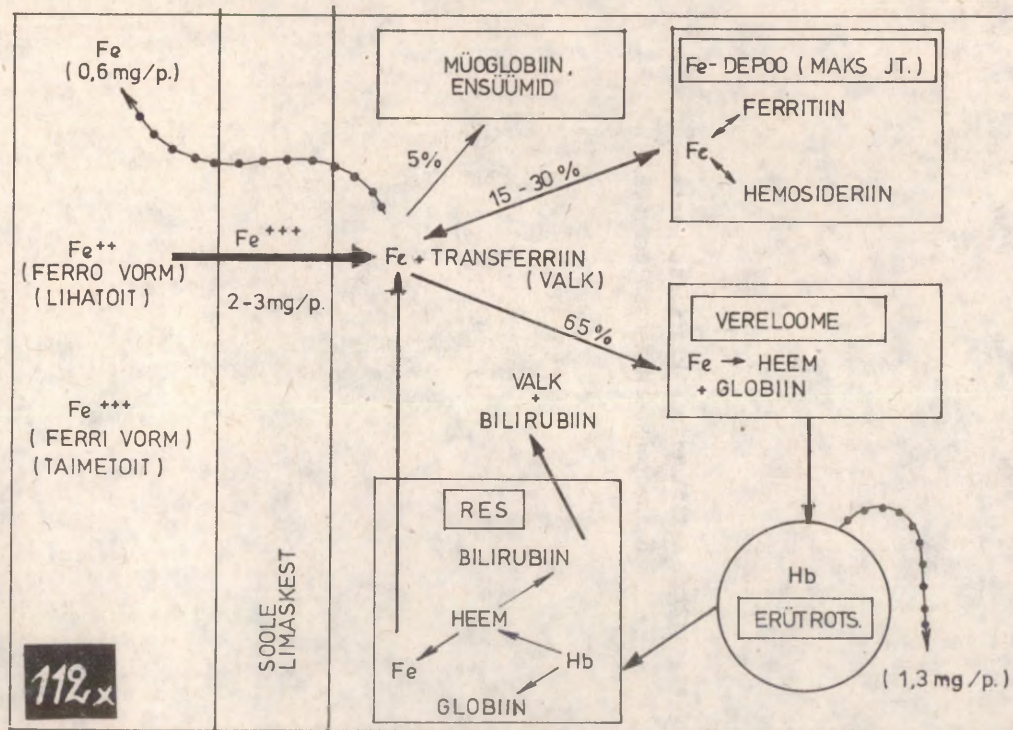 Fe
(0,6 mg/p.)
Fe++
(FERRO VORM)
(LIHATOIT)
Fe+++
(FERRI VORM)
(TAIMETOIT)
Fe+++
2-3mg/p.
SOOLE
LIMASKEST
MÜOGLOBIIN,
ENSÜÜMID
5%
15-30%
Fe + TRANSFERRIIN
(VALK)
65%
Fe-DEPOO (MAKS JT.)
FERRITIIN
Fe
HEMOSIDERIIN
VERELOOME
Fe → HEEM
+ GLOBIIN
VALK
+
BILIRUBIIN
RES
BILIRUBIIN
HEEM
Fe
Hb
GLOBIIN
Hb
ERÜTROTS.
(1,3 mg/p.)
112x